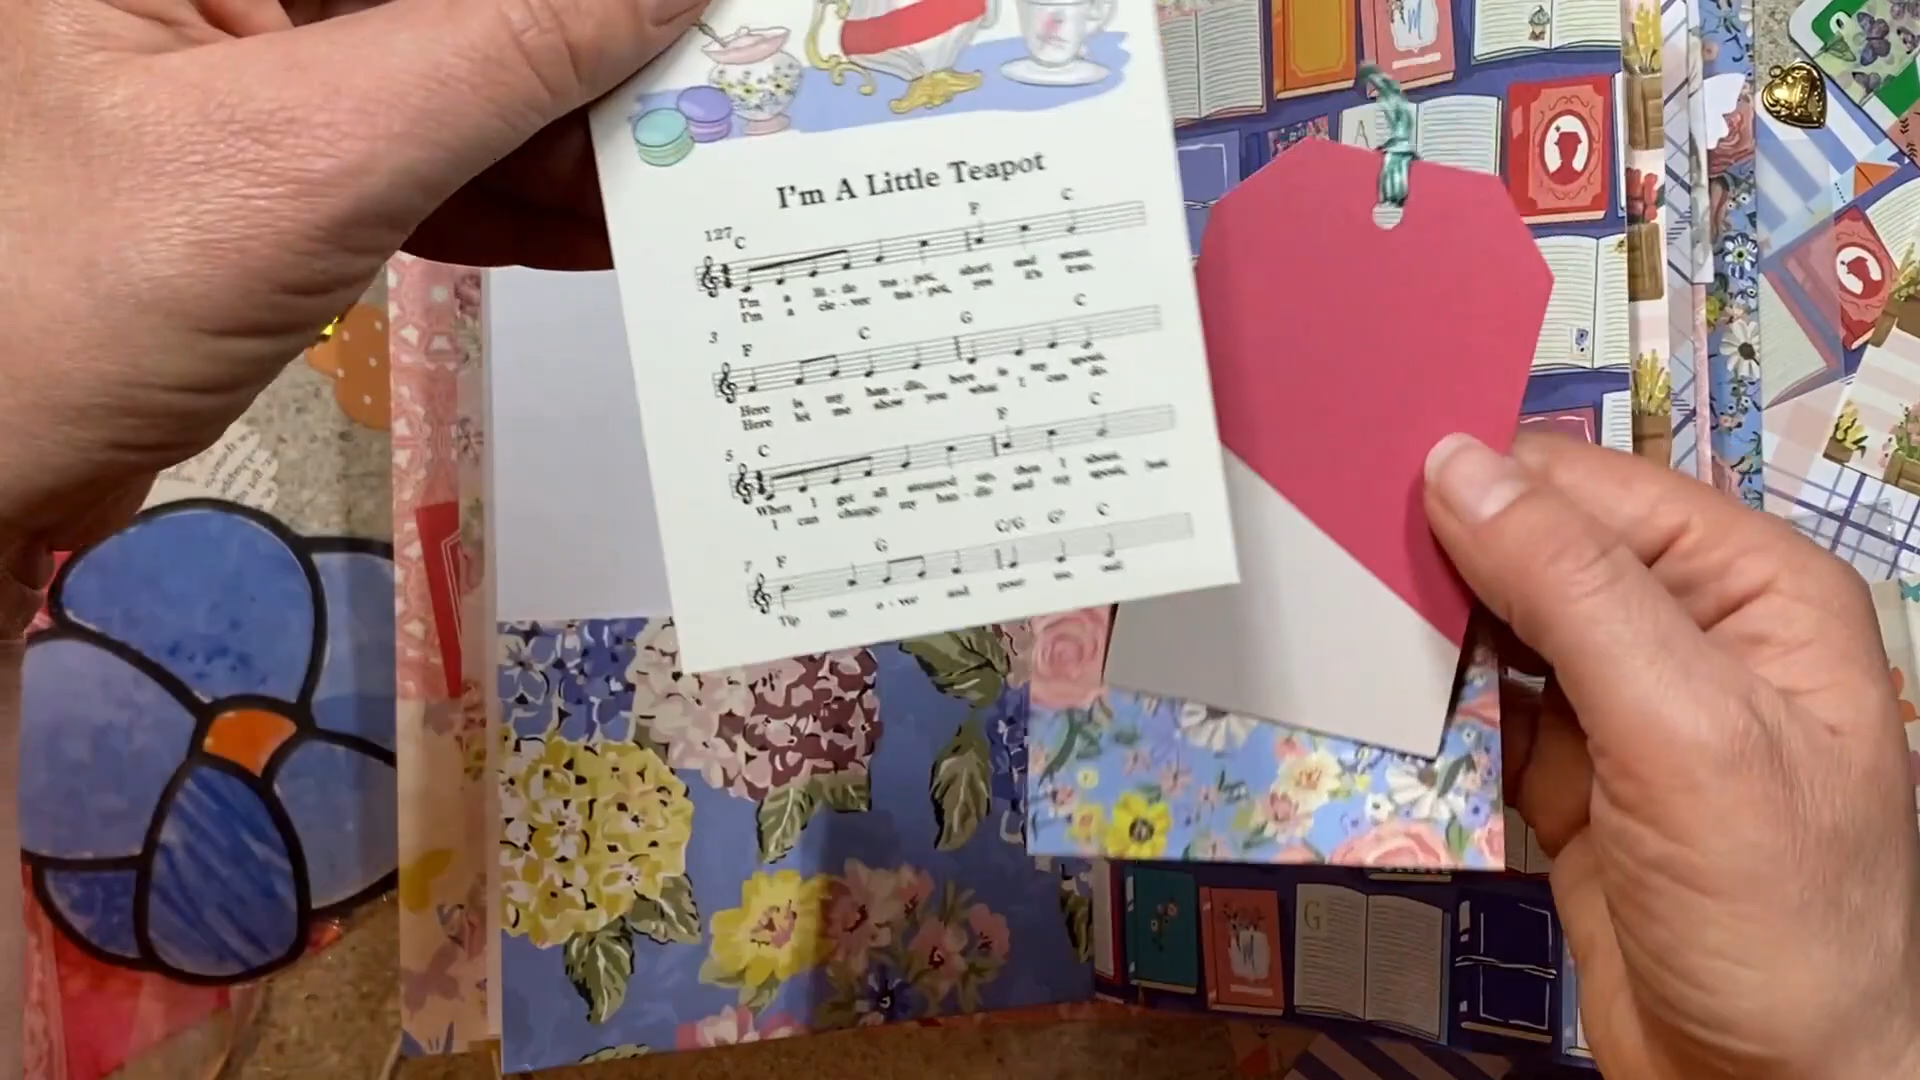 I'm A Little Teapot
F C
127 C
I'm a lit - tle tea - pot, short and stout.
I'm a cle - ver tea - pot, yes it's true.
3 F C G C
Here is my han - dle, here is my spout.
Here let me show you what I can do.
5 C F C
When I get all steamed up, then I shout.
I can change my han - dle and my spout, Just
7 F G C/G G⁷ C
Tip me o - ver and pour me out!
A
M
G
M